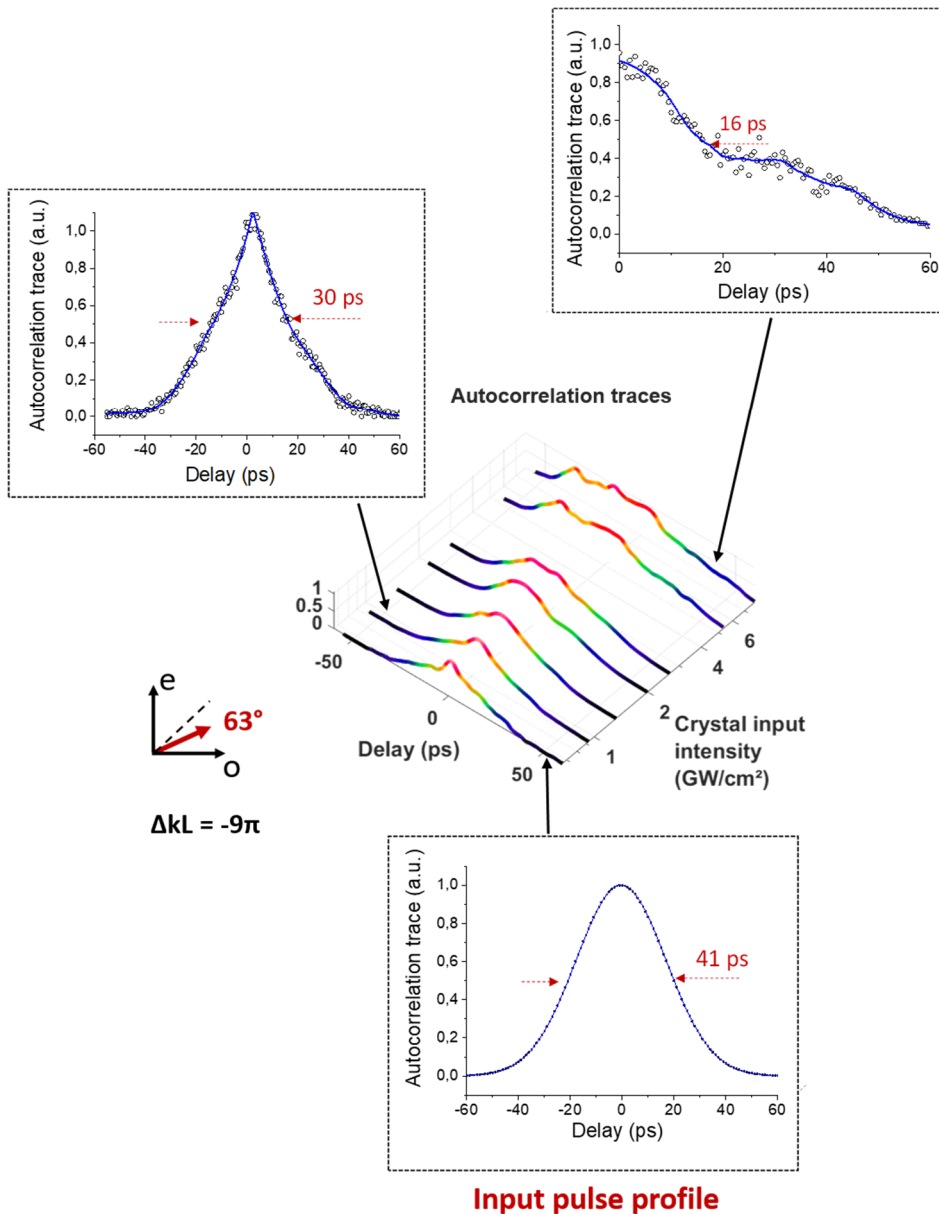 1,0
0,8
0,6
0,4
0,2
0,0
Autocorrelation trace (a.u.)
16 ps
0 20 40 60
Delay (ps)
1,0
0,8
0,6
0,4
0,2
0,0
Autocorrelation trace (a.u.)
30 ps
-60 -40 -20 0 20 40 60
Delay (ps)
Autocorrelation traces
1
0.5
0
-50
0
50
Delay (ps)
1
2
4
6
Crystal input
intensity
(GW/cm²)
e
63°
o
ΔkL = -9π
1,0
0,8
0,6
0,4
0,2
0,0
Autocorrelation trace (a.u.)
41 ps
-60 -40 -20 0 20 40 60
Delay (ps)
Input pulse profile